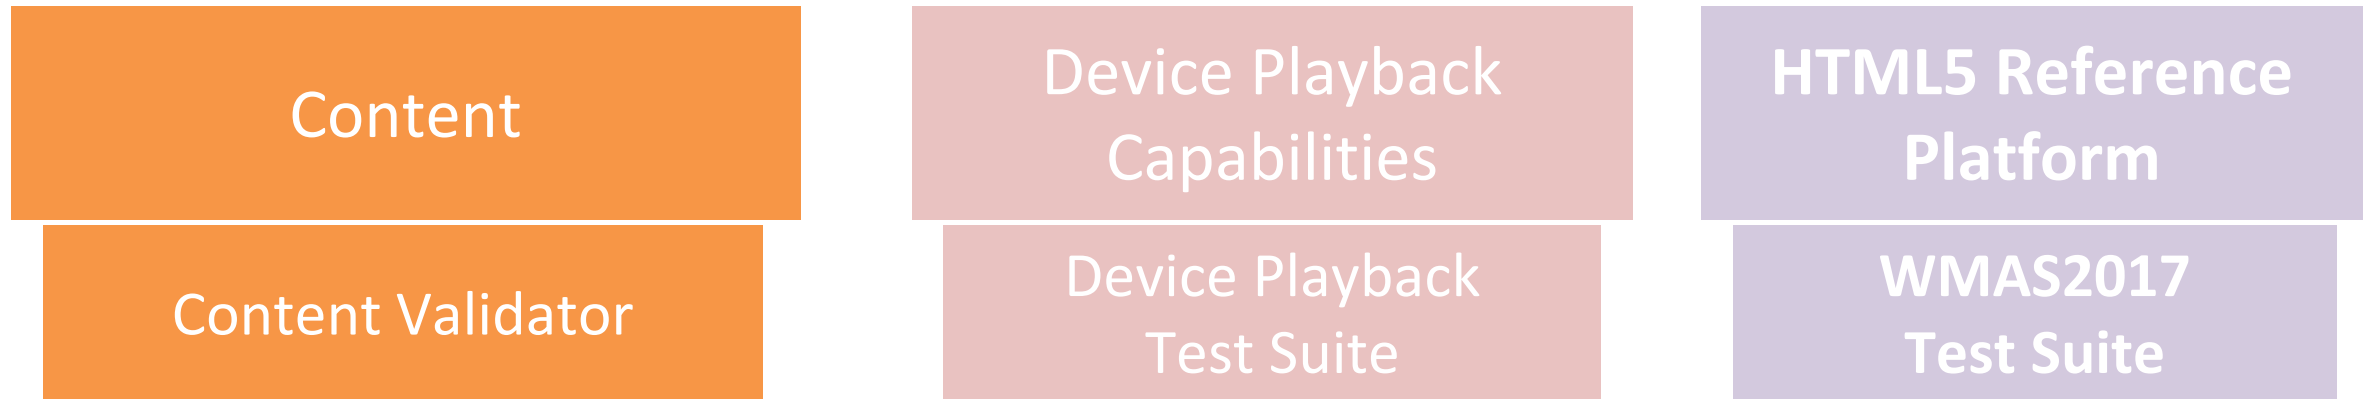 Content
Content Validator
Device Playback
Capabilities
Device Playback
Test Suite
HTML5 Reference
Platform
WMAS2017
Test Suite